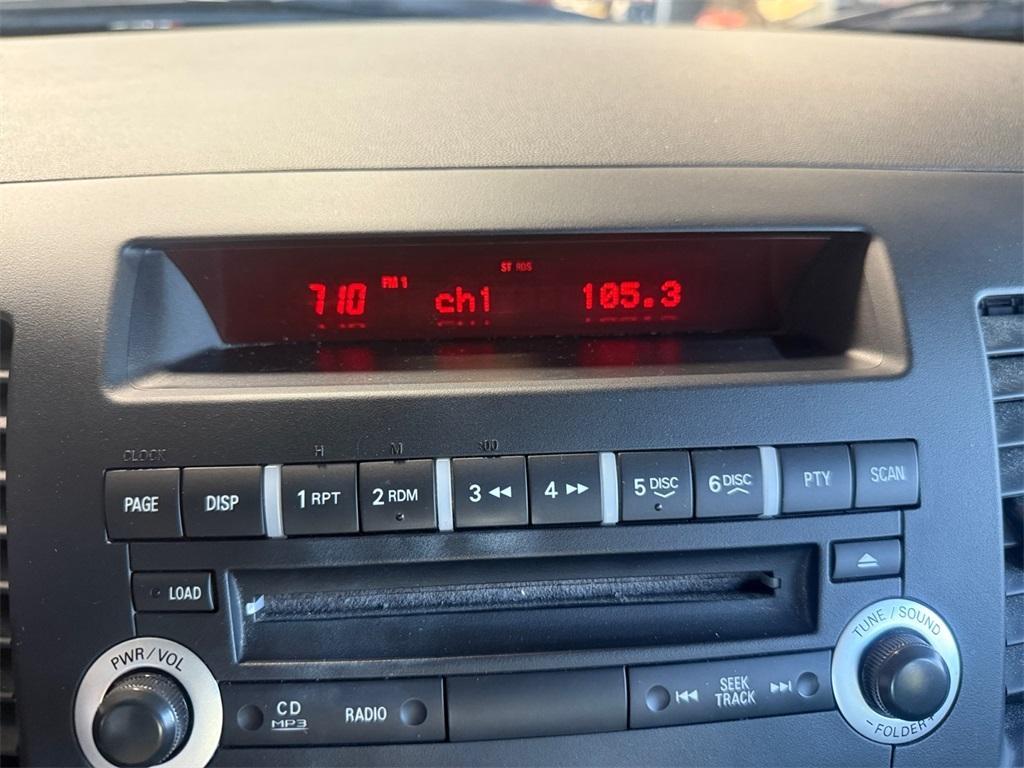 ST RDS
710 FM1 ch1 105.3
CLOCK H M :00
PAGE DISP 1 RPT 2 RDM 3 4 5 DISC 6 DISC PTY SCAN
LOAD
PWR/VOL
TUNE / SOUND
CD
MP3
RADIO
SEEK
TRACK
- FOLDER +